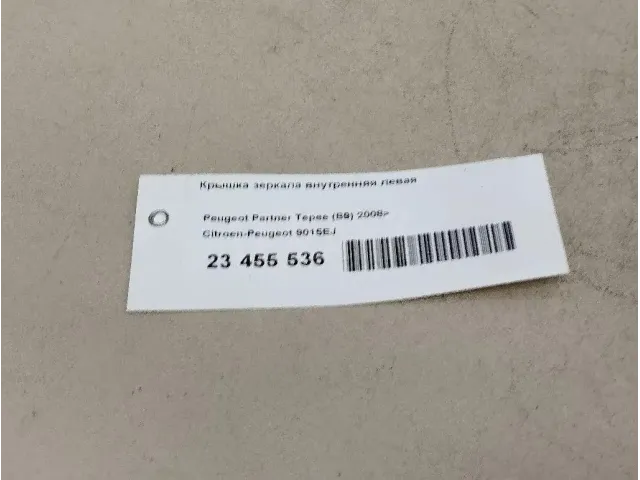 Крышка зеркала внутренняя левая
Peugeot Partner Tepee (B9) 2008>
Citroen-Peugeot 9015EJ
23 455 536